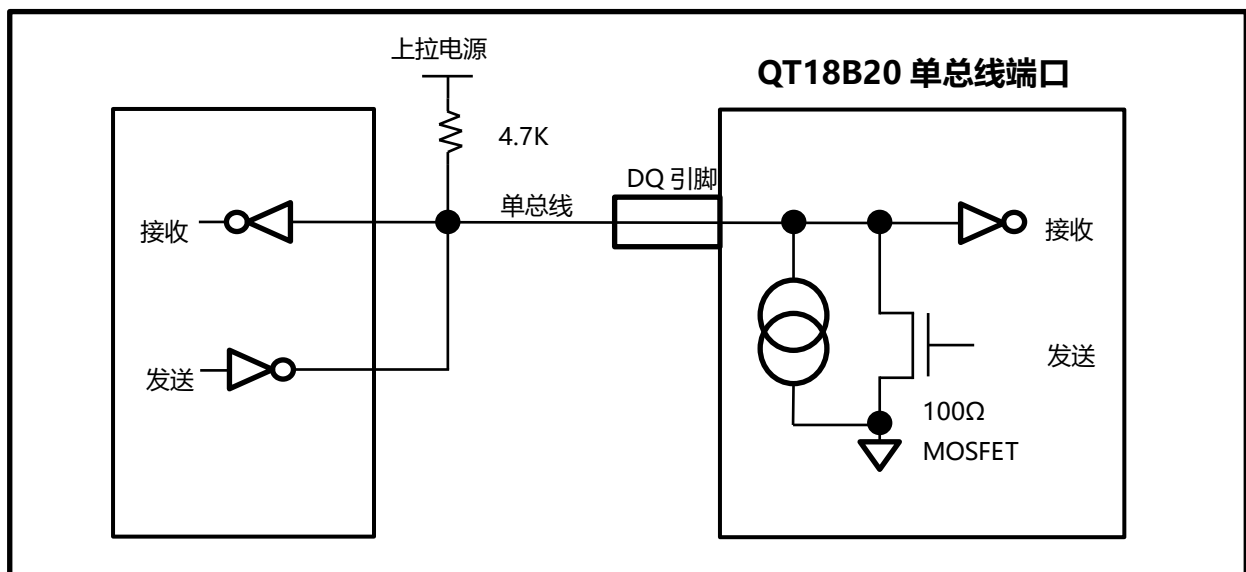 上拉电源
QT18B20 单总线端口
4.7K
DQ 引脚
单总线
接收
接收
发送
发送
100Ω
MOSFET